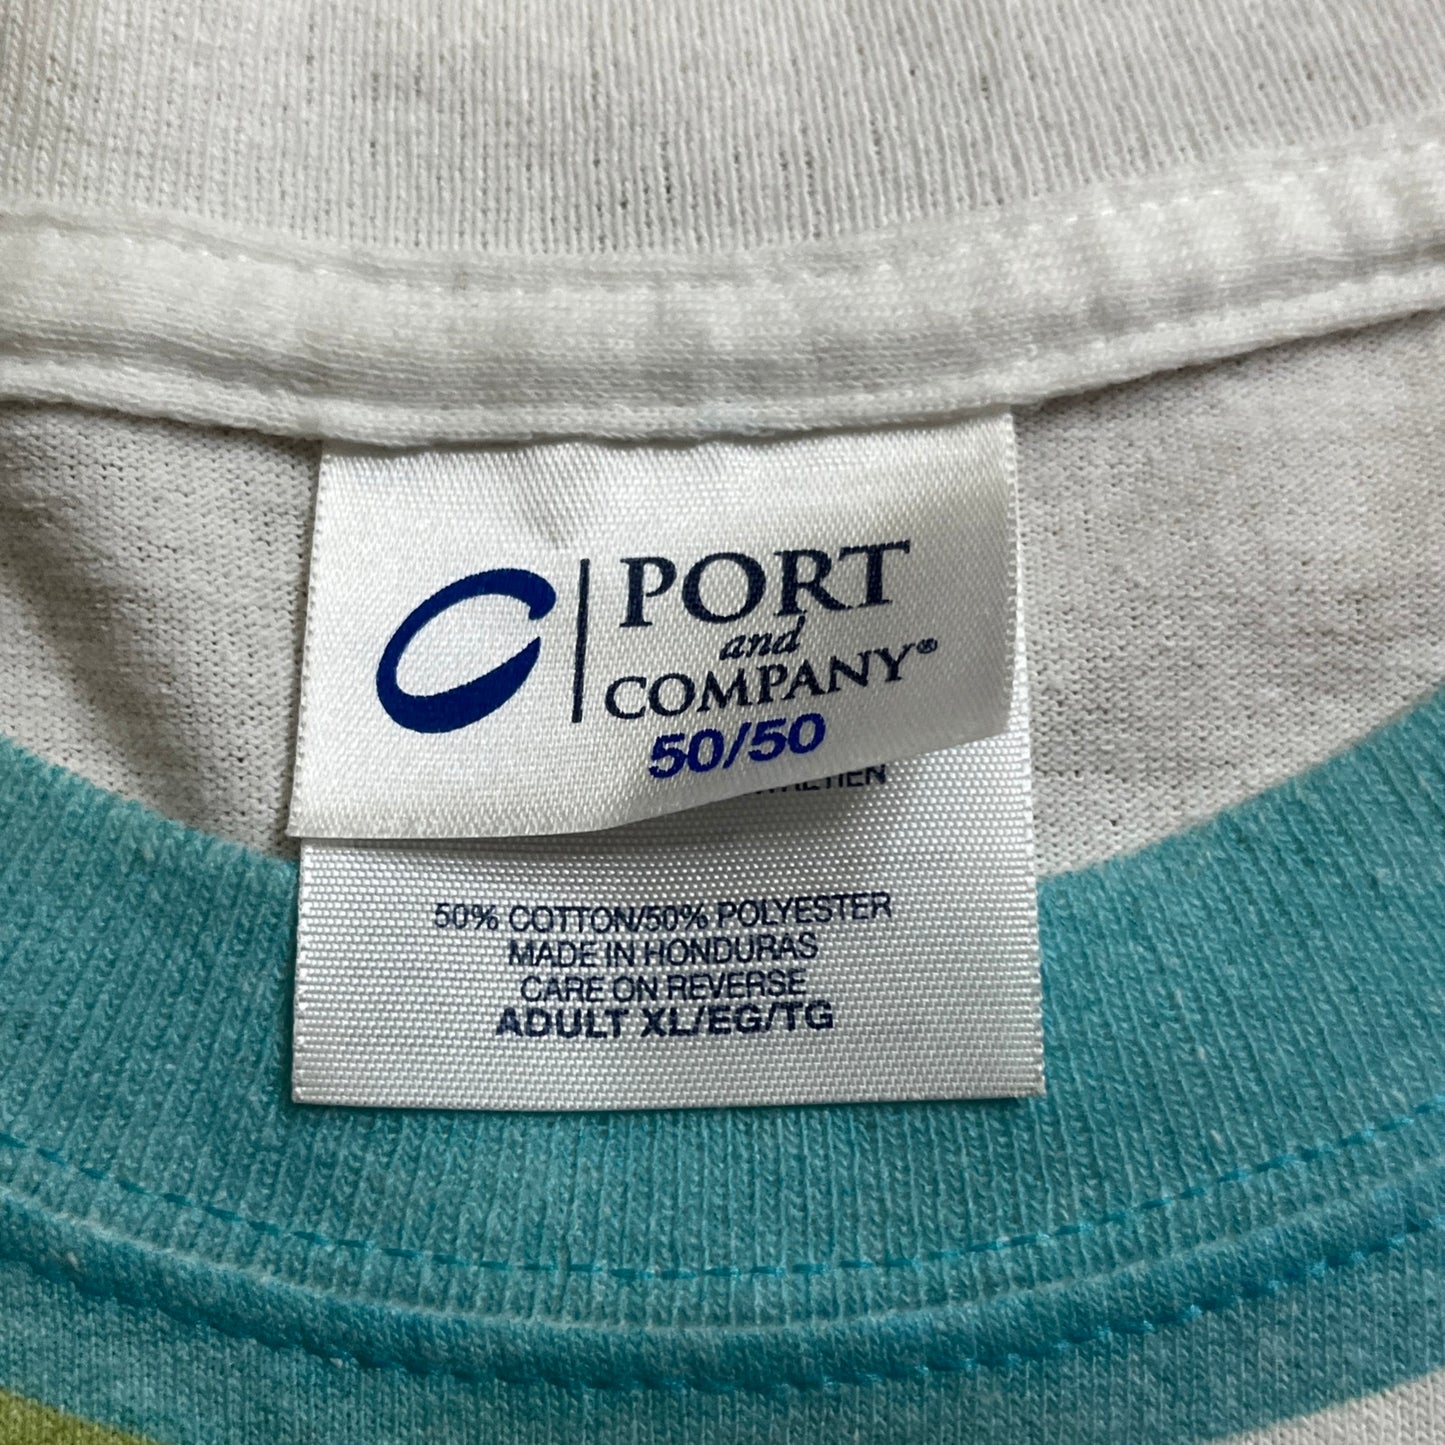 PORT
and
COMPANY®
50/50
50% COTTON/50% POLYESTER
MADE IN HONDURAS
CARE ON REVERSE
ADULT XL/EG/TG